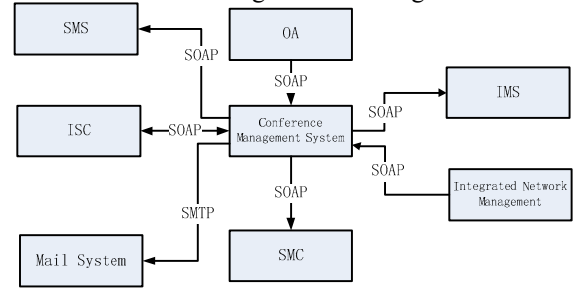 SMS
OA
SOAP
SOAP
IMS
SOAP
ISC
SOAP
Conference
Management System
SOAP
Integrated Network
Management
SMTP
SOAP
Mail System
SMC